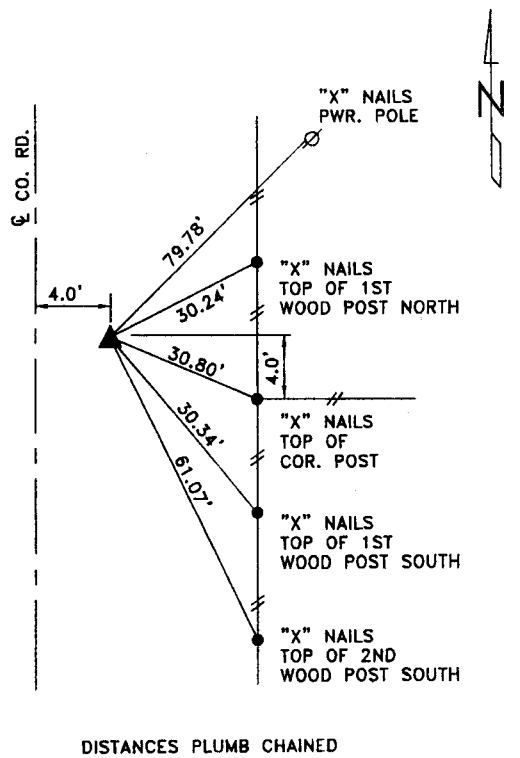 "X" NAILS
PWR. POLE
N
℄ CO. RD.
79.78'
4.0'
"X" NAILS
TOP OF 1ST
WOOD POST NORTH
30.24'
30.80'
4.0'
"X" NAILS
TOP OF
COR. POST
30.34'
61.07'
"X" NAILS
TOP OF 1ST
WOOD POST SOUTH
"X" NAILS
TOP OF 2ND
WOOD POST SOUTH
DISTANCES PLUMB CHAINED